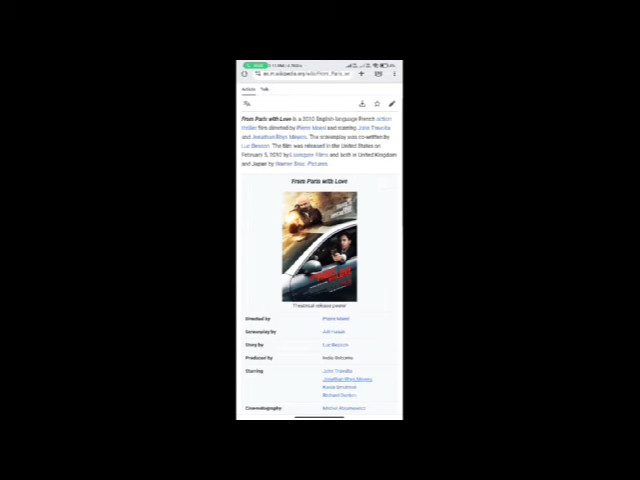 Article Talk
From Paris with Love is a 2010 English-language French action
thriller film directed by Pierre Morel and starring John Travolta
and Jonathan Rhys Meyers. The screenplay was co-written by
Luc Besson. The film was released in the United States on
February 5, 2010 by Lionsgate Films and both in United Kingdom
and Japan by Warner Bros. Pictures
From Paris with Love
Theatrical release poster
Directed by Pierre Morel
Screenplay by Adi Hasak
Story by Luc Besson
Produced by India Osborne
Starring John Travolta
Jonathan Rhys Meyers
Kasia Smutniak
Richard Durden
Cinematography Michel Abramowicz